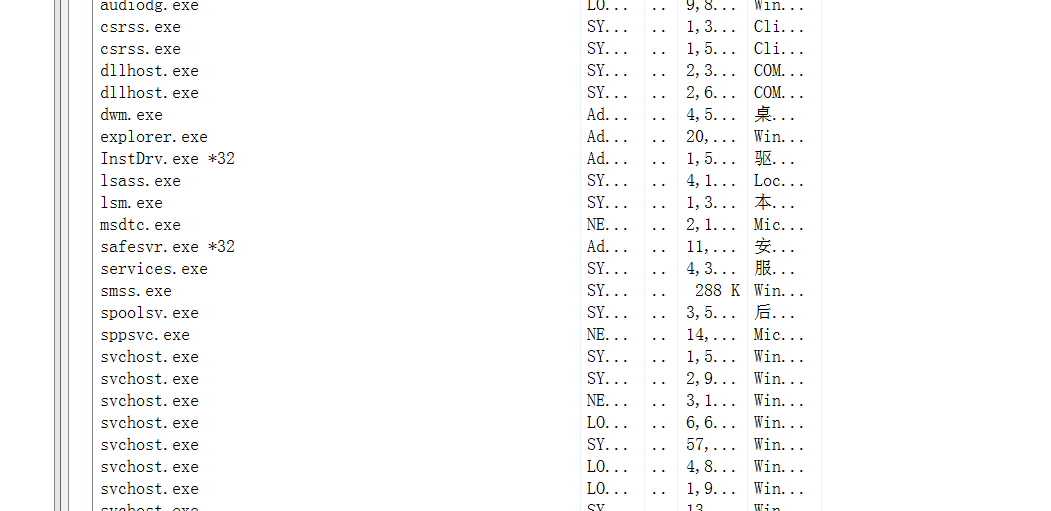 audiodg.exe LO... .. 9,8... Win...
csrss.exe SY... .. 1,3... Cli...
csrss.exe SY... .. 1,5... Cli...
dllhost.exe SY... .. 2,3... COM...
dllhost.exe SY... .. 2,6... COM...
dwm.exe Ad... .. 4,5... 桌...
explorer.exe Ad... .. 20,... Win...
InstDrv.exe *32 Ad... .. 1,5... 驱...
lsass.exe SY... .. 4,1... Loc...
lsm.exe SY... .. 1,3... 本...
msdtc.exe NE... .. 2,1... Mic...
safesvr.exe *32 Ad... .. 11,... 安...
services.exe SY... .. 4,3... 服...
smss.exe SY... .. 288 K Win...
spoolsv.exe SY... .. 3,5... 后...
sppsvc.exe NE... .. 14,... Mic...
svchost.exe SY... .. 1,5... Win...
svchost.exe SY... .. 2,9... Win...
svchost.exe NE... .. 3,1... Win...
svchost.exe LO... .. 6,6... Win...
svchost.exe SY... .. 57,... Win...
svchost.exe LO... .. 4,8... Win...
svchost.exe LO... .. 1,9... Win...
svchost.exe SY... .. 13,... Win...